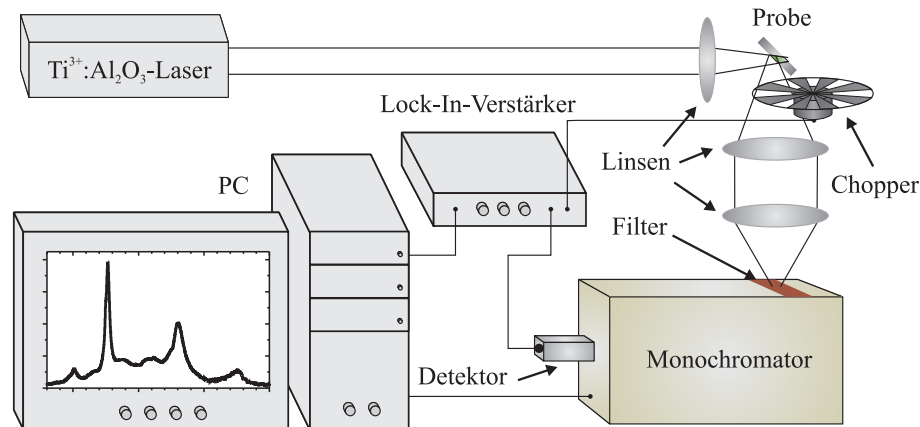 Probe
Ti³⁺:Al₂O₃-Laser
Lock-In-Verstärker
Linsen
Chopper
PC
Filter
Monochromator
Detektor